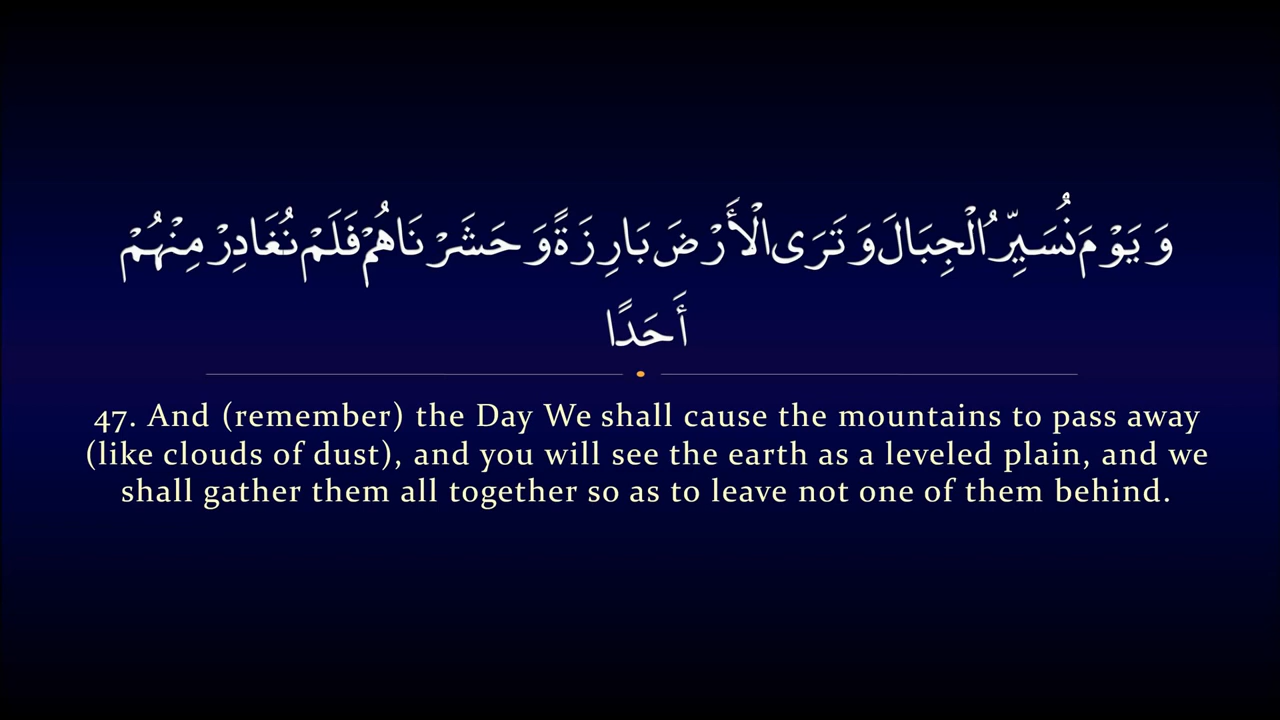 وَيَوْمَ نُسَيِّرُ الْجِبَالَ وَتَرَى الْأَرْضَ بَارِزَةً وَحَشَرْنَاهُمْ فَلَمْ نُغَادِرْ مِنْهُمْ
أَحَدًا
47. And (remember) the Day We shall cause the mountains to pass away
(like clouds of dust), and you will see the earth as a leveled plain, and we
shall gather them all together so as to leave not one of them behind.